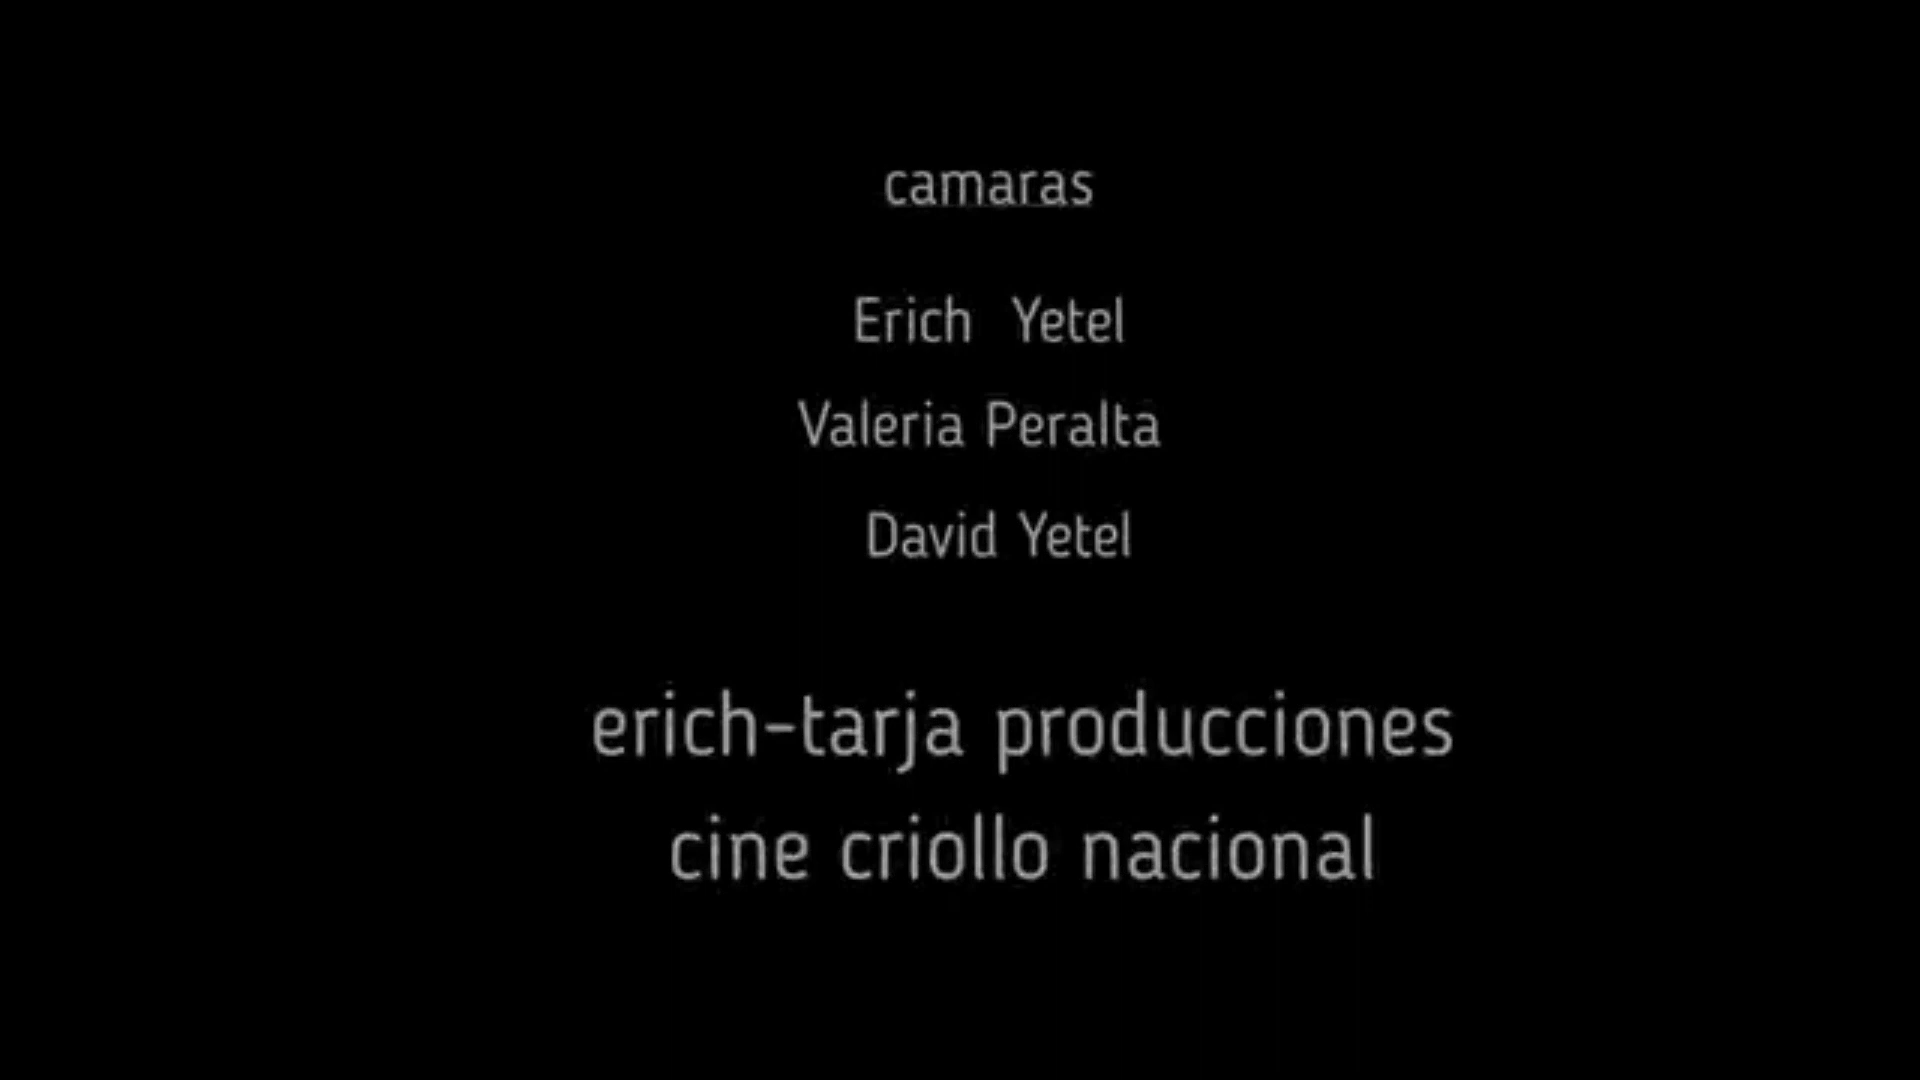 camaras
Erich Yetel
Valeria Peralta
David Yetel
erich-tarja producciones
cine criollo nacional